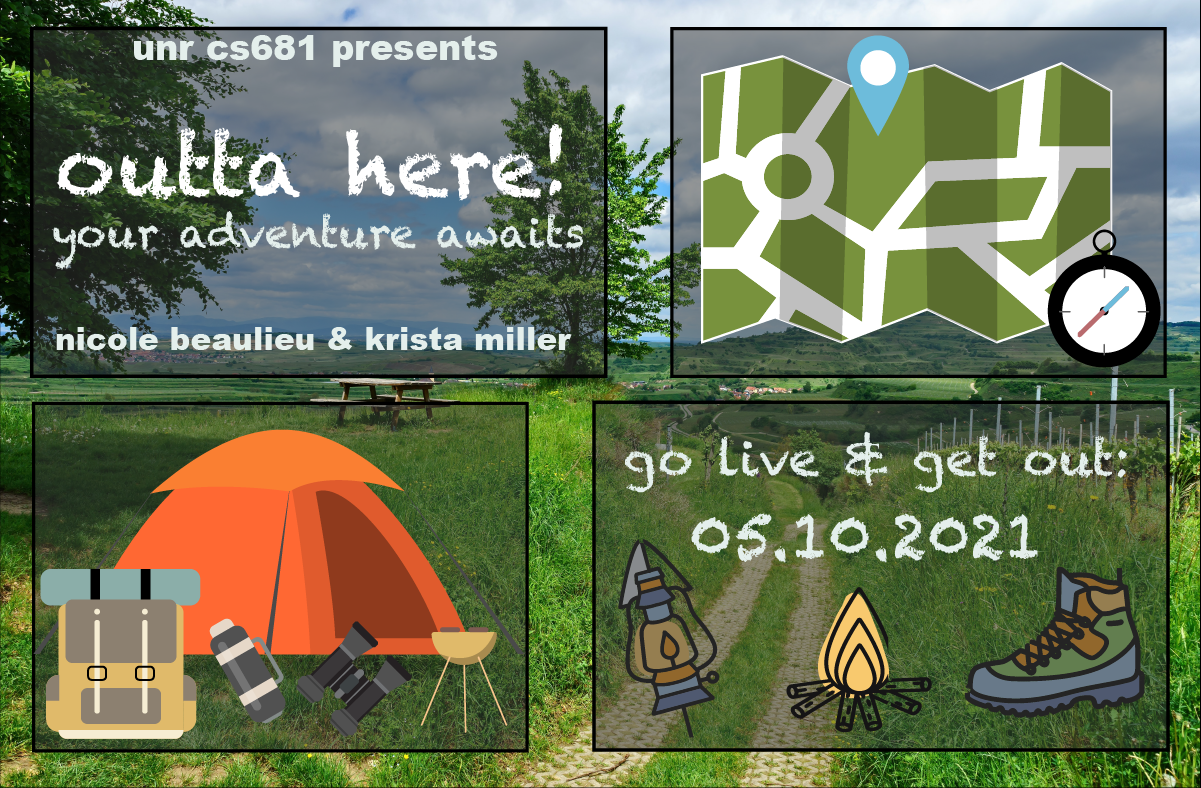 unr cs681 presents
outta here!
your adventure awaits
nicole beaulieu & krista miller
go live & get out:
05.10.2021